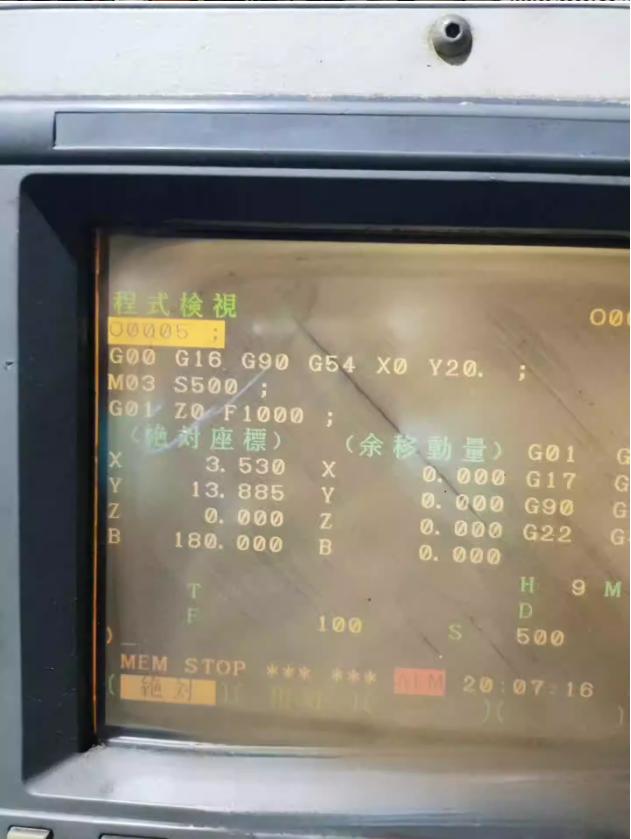 程式檢視
O00
O0005 ;
G00 G16 G90 G54 X0 Y20. ;
M03 S500 ;
G01 Z0 F1000 ;
(絶対座標) (余移動量) G01 G
X 3.530 X 0.000 G17 G
Y 13.885 Y 0.000 G90 G
Z 0.000 Z 0.000 G22 G
B 180.000 B 0.000
T H 9 M
F 100 D
S 500
)_
MEM STOP *** *** ALM 20:07:16
( 絶対 )( )( )( )